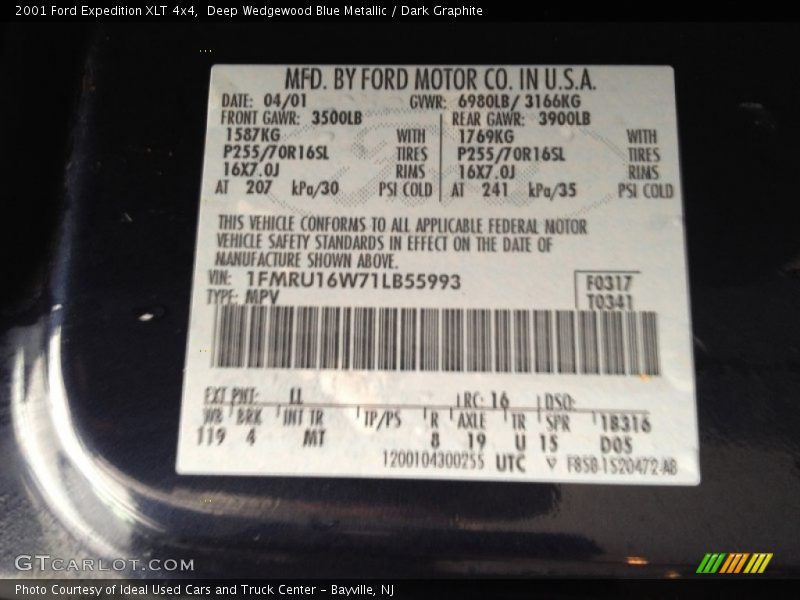 2001 Ford Expedition XLT 4x4,  Deep Wedgewood Blue Metallic / Dark Graphite
MFD. BY FORD MOTOR CO. IN U.S.A.
DATE: 04/01 GVWR: 6980LB/ 3166KG
FRONT GAWR: 3500LB REAR GAWR: 3900LB
1587KG WITH 1769KG WITH
P255/70R16SL TIRES P255/70R16SL TIRES
16X7.0J RIMS 16X7.0J RIMS
AT 207 kPa/30 PSI COLD AT 241 kPa/35 PSI COLD
THIS VEHICLE CONFORMS TO ALL APPLICABLE FEDERAL MOTOR
VEHICLE SAFETY STANDARDS IN EFFECT ON THE DATE OF
MANUFACTURE SHOWN ABOVE.
VIN: 1FMRU16W71LB55993 F0317
TYPE: MPV T0341
EXT PNT: LL RC: 16 DSO:
WB BRK INT TR TP/PS R AXLE TR SPR 1B316
119 4 MT 8 19 U 15 D05
1200104300255 UTC F85B-1520472-AB
GTCARLOT.COM
Photo Courtesy of Ideal Used Cars and Truck Center – Bayville, NJ